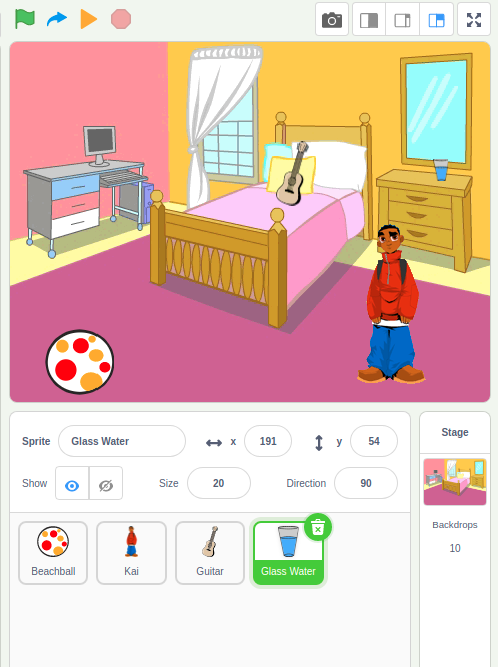 Sprite Glass Water x 191 y 54
Show Size 20 Direction 90
Stage
Backdrops
10
Beachball Kai Guitar Glass Water